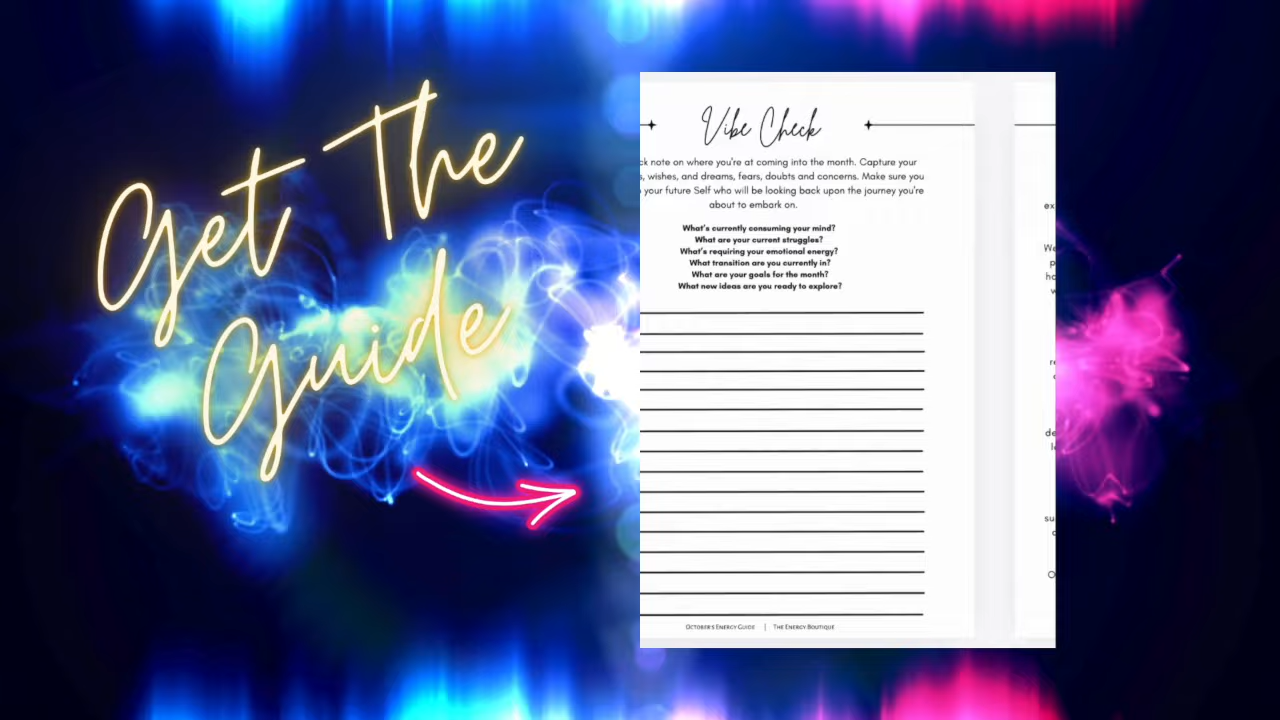 Get The
Guide
Vibe Check
note on where you're at coming into the month. Capture your
wishes, and dreams, fears, doubts and concerns. Make sure you
your future Self who will be looking back upon the journey you're
about to embark on.
What's currently consuming your mind?
What are your current struggles?
What's requiring your emotional energy?
What transition are you currently in?
What are your goals for the month?
What new ideas are you ready to explore?
October's Energy Guide | The Energy Boutique